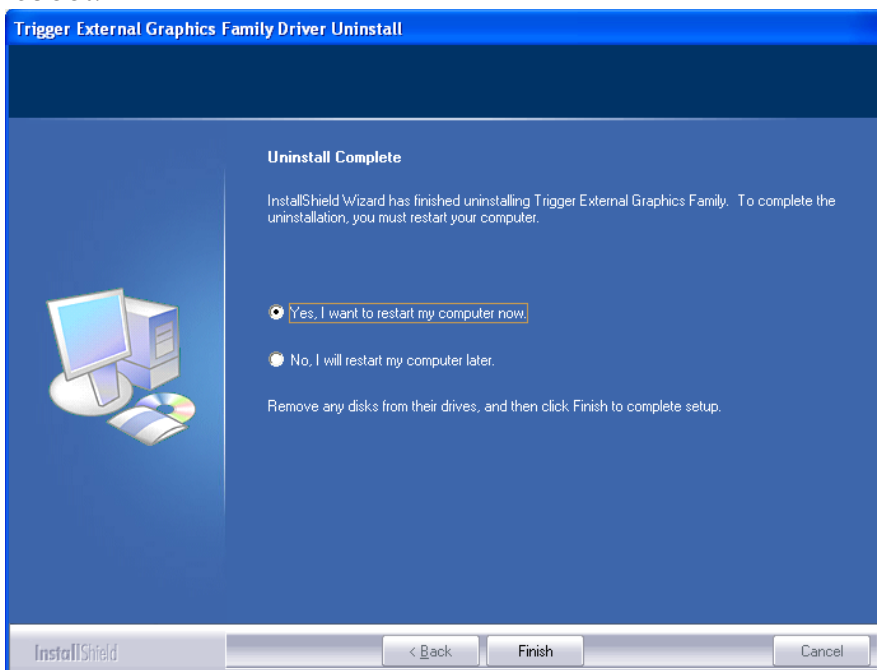 Trigger External Graphics Family Driver Uninstall
Uninstall Complete
InstallShield Wizard has finished uninstalling Trigger External Graphics Family.  To complete the
uninstallation, you must restart your computer.
Yes, I want to restart my computer now.
No, I will restart my computer later.
Remove any disks from their drives, and then click Finish to complete setup.
InstallShield
< Back
Finish
Cancel